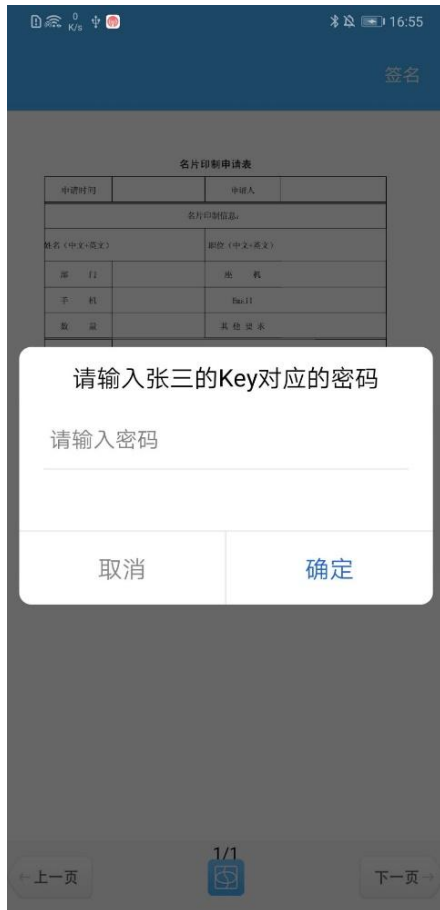 0 K/s 16:55
签名
名片印制申请表
申请时间 申请人
名片印制信息:
姓名（中文+英文） 职位（中文+英文）
部 门 座 机
手 机 Email
数 量 其他要求
请输入张三的Key对应的密码
请输入密码
取消 确定
1/1
←上一页 下一页→